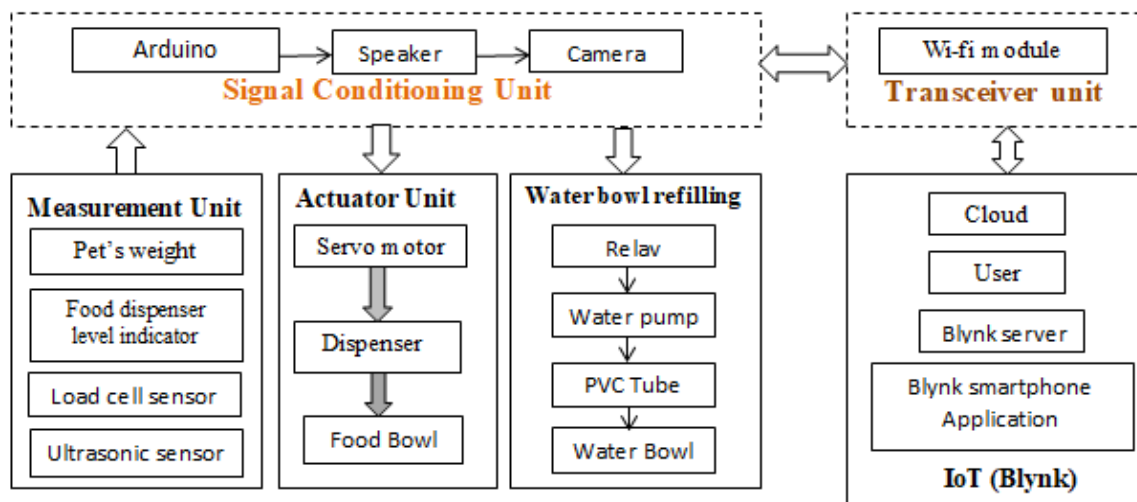 Arduino
Speaker
Camera
Signal Conditioning Unit
Wi-fi module
Transceiver unit
Measurement Unit
Pet’s weight
Food dispenser
level indicator
Load cell sensor
Ultrasonic sensor
Actuator Unit
Servo motor
Dispenser
Food Bowl
Water bowl refilling
Relav
Water pump
PVC Tube
Water Bowl
Cloud
User
Blynk server
Blynk smartphone
Application
IoT (Blynk)